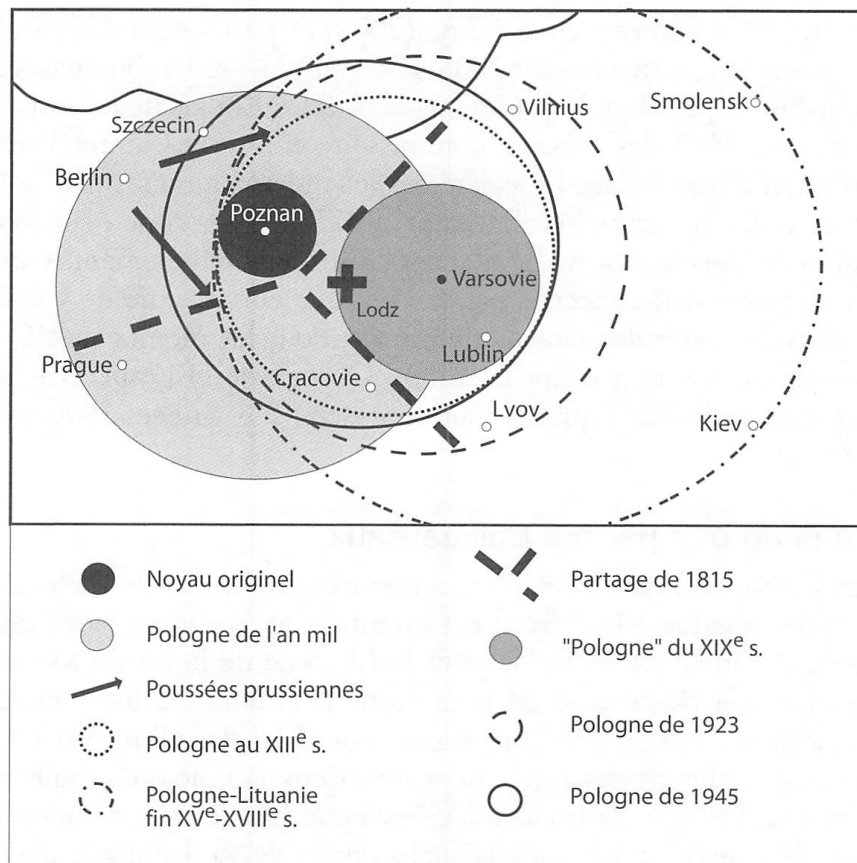 Vilnius
Smolensk
Szczecin
Berlin
Poznan
Varsovie
Lodz
Lublin
Prague
Cracovie
Lvov
Kiev
Noyau originel
Pologne de l'an mil
Poussées prussiennes
Pologne au XIIIe s.
Pologne-Lituanie
fin XVe-XVIIIe s.
Partage de 1815
"Pologne" du XIXe s.
Pologne de 1923
Pologne de 1945